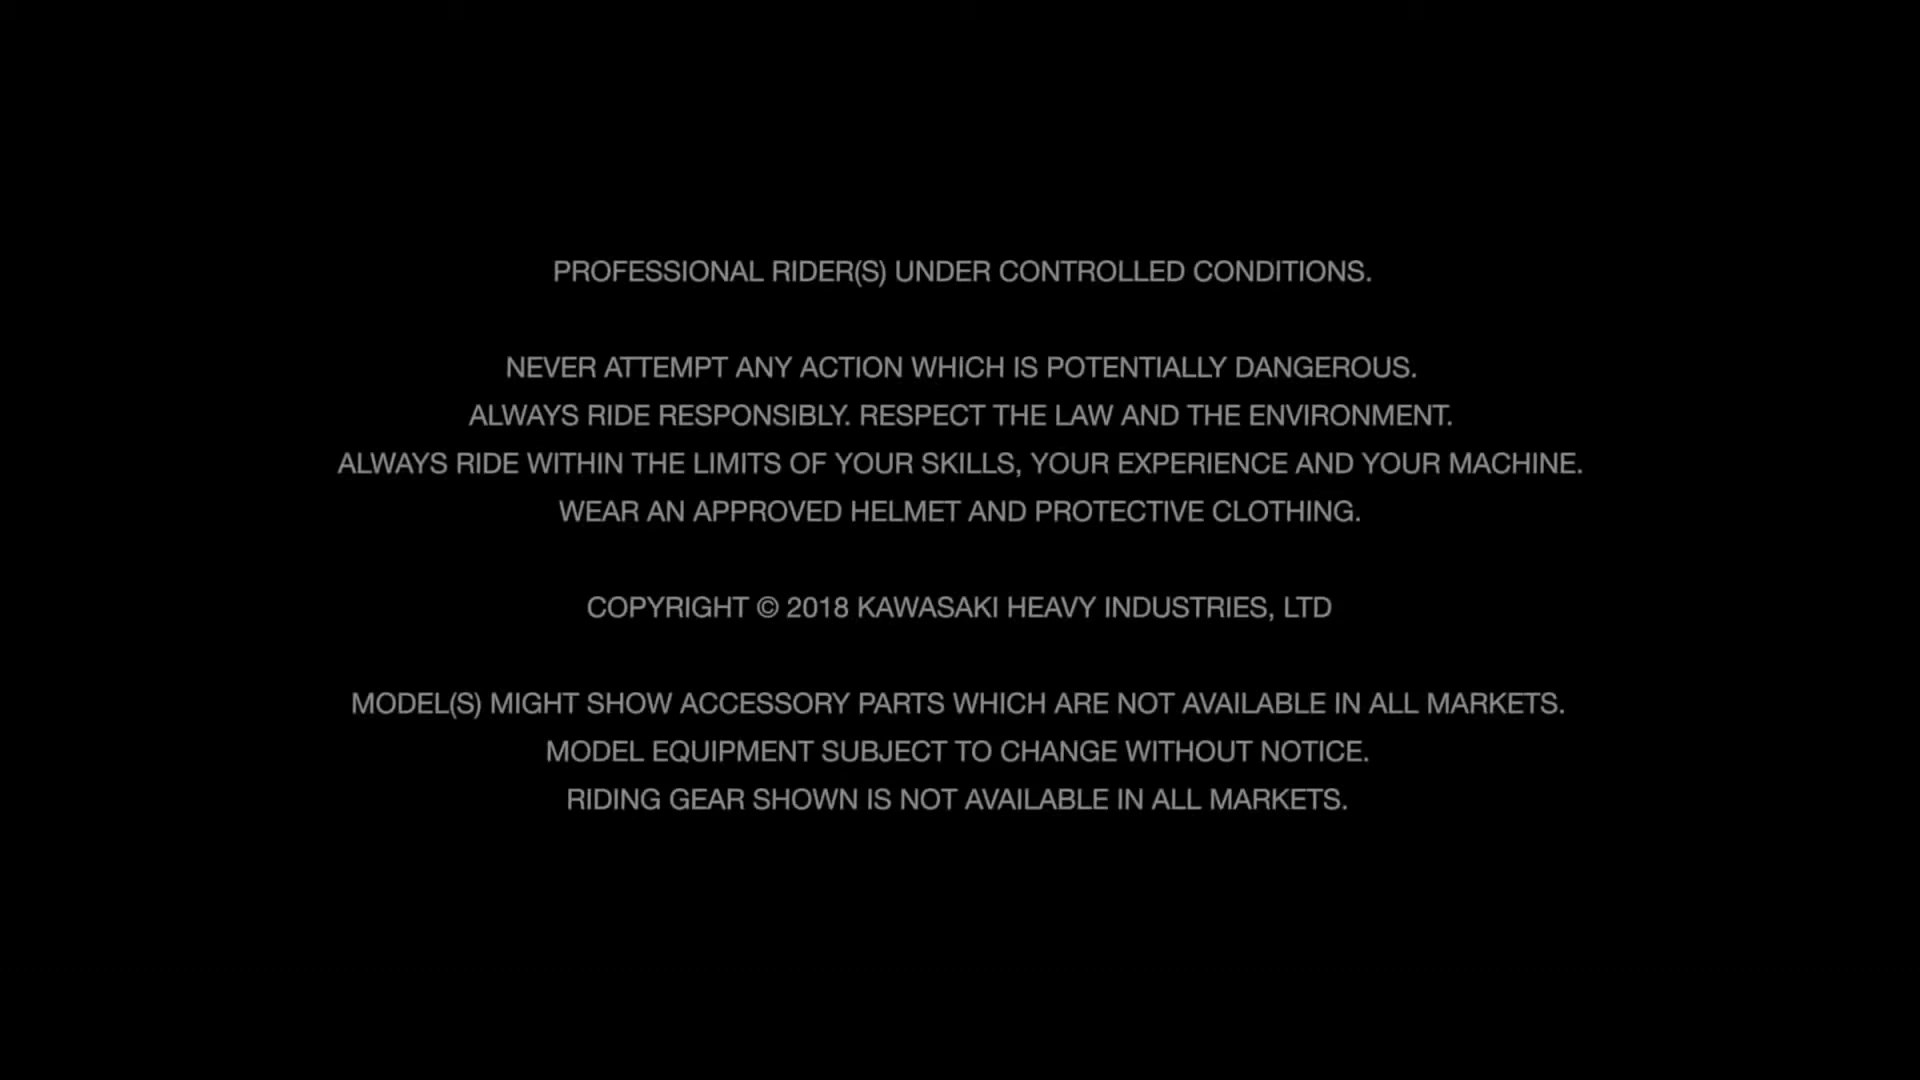 PROFESSIONAL RIDER(S) UNDER CONTROLLED CONDITIONS.
NEVER ATTEMPT ANY ACTION WHICH IS POTENTIALLY DANGEROUS.
ALWAYS RIDE RESPONSIBLY. RESPECT THE LAW AND THE ENVIRONMENT.
ALWAYS RIDE WITHIN THE LIMITS OF YOUR SKILLS, YOUR EXPERIENCE AND YOUR MACHINE.
WEAR AN APPROVED HELMET AND PROTECTIVE CLOTHING.
COPYRIGHT © 2018 KAWASAKI HEAVY INDUSTRIES, LTD
MODEL(S) MIGHT SHOW ACCESSORY PARTS WHICH ARE NOT AVAILABLE IN ALL MARKETS.
MODEL EQUIPMENT SUBJECT TO CHANGE WITHOUT NOTICE.
RIDING GEAR SHOWN IS NOT AVAILABLE IN ALL MARKETS.